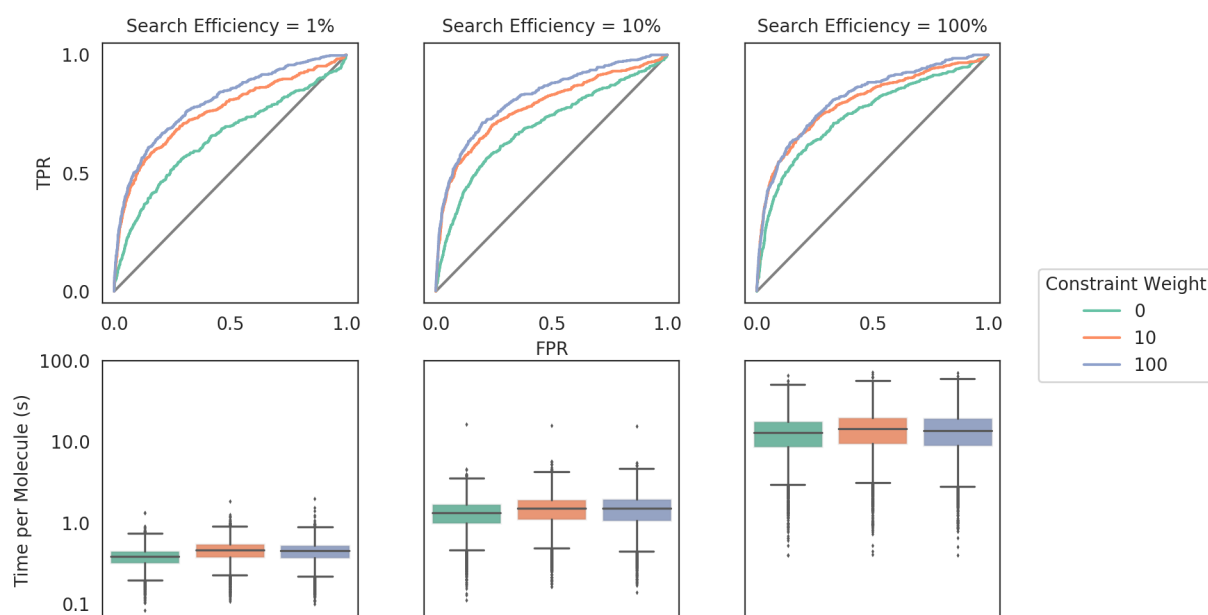 Search Efficiency = 1%
Search Efficiency = 10%
Search Efficiency = 100%
TPR
1.0
0.5
0.0
0.0 0.5 1.0
0.0 0.5 1.0
0.0 0.5 1.0
FPR
Constraint Weight
0
10
100
Time per Molecule (s)
100.0
10.0
1.0
0.1